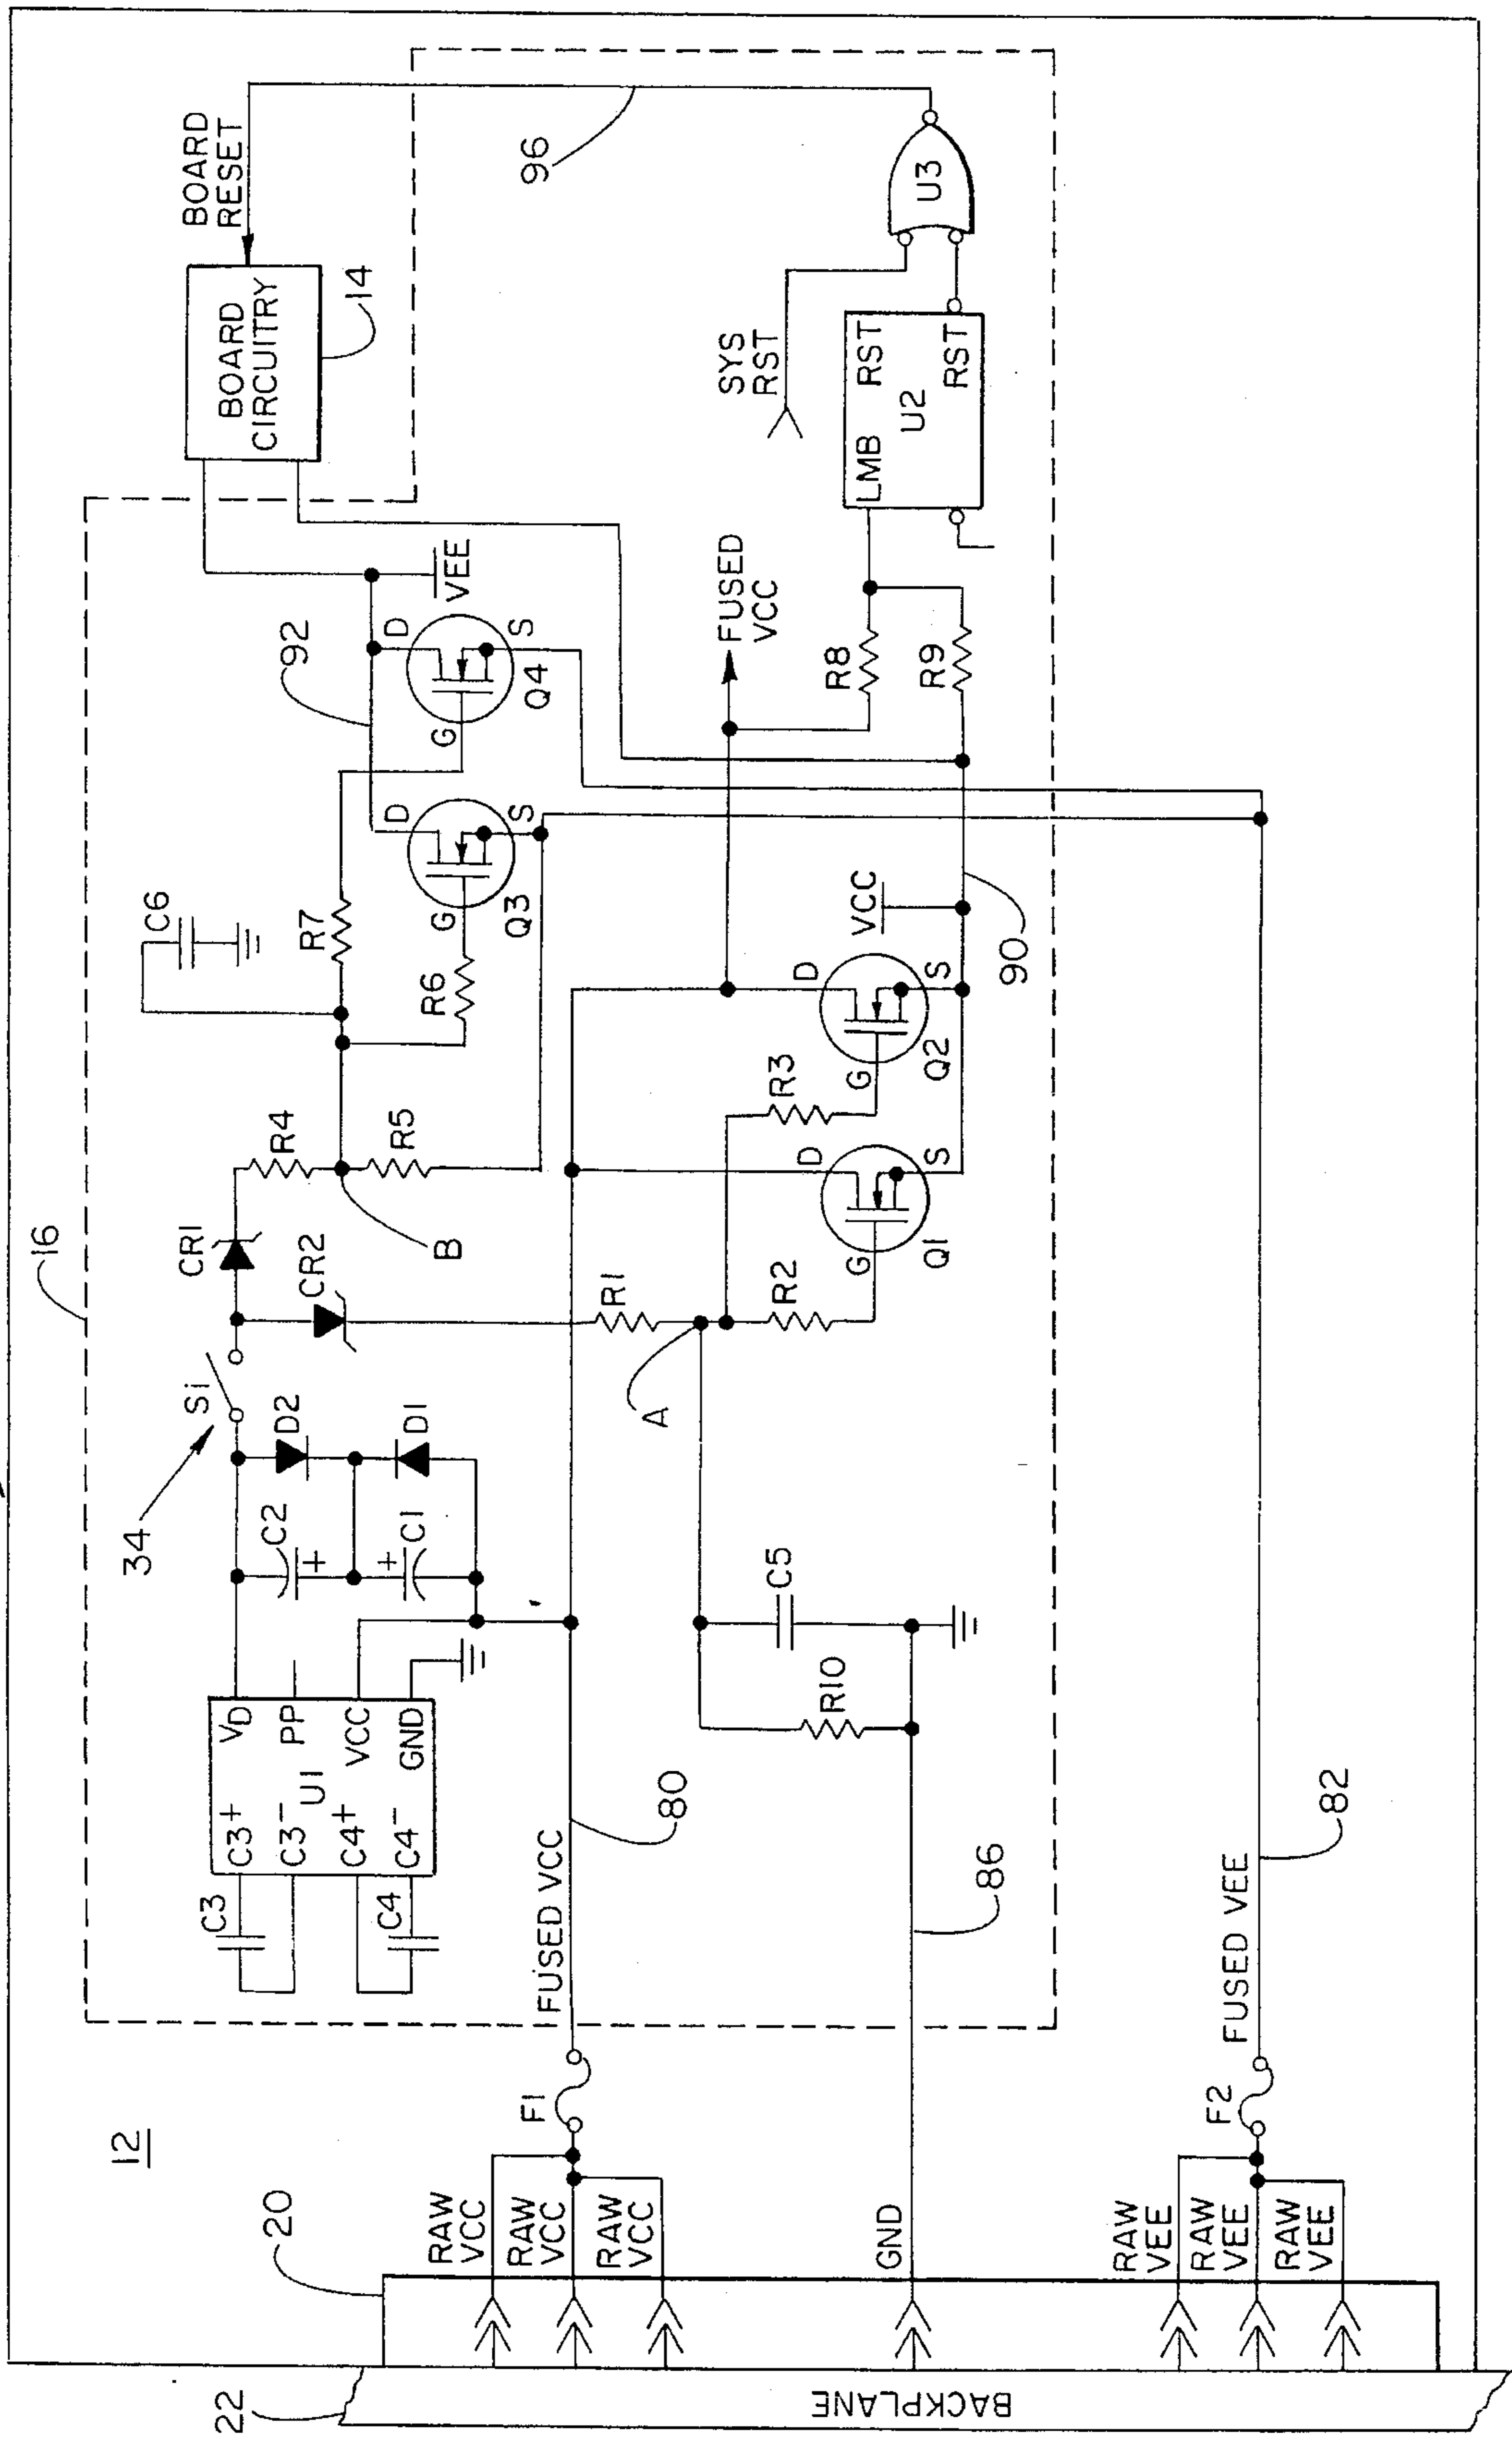 12
22
BACKPLANE
20
RAW
VCC
RAW
VCC
RAW
VCC
GND
RAW
VEE
RAW
VEE
RAW
VEE
F1
F2
FUSED VCC
80
86
FUSED VEE
82
16
C3
C4
C3+
C3-
C4+
C4-
U1
VD
PP
VCC
GND
C2
+
C1
+
D2
D1
34
S1
CR1
CR2
R4
R5
B
R1
A
R10
C5
R2
R3
G
D
S
Q1
G
D
S
Q2
VCC
90
C6
R7
R6
G
D
S
Q3
G
D
S
Q4
92
VEE
FUSED
VCC
R8
R9
LMB
RST
U2
RST
SYS
RST
U3
96
BOARD
RESET
BOARD
CIRCUITRY
14